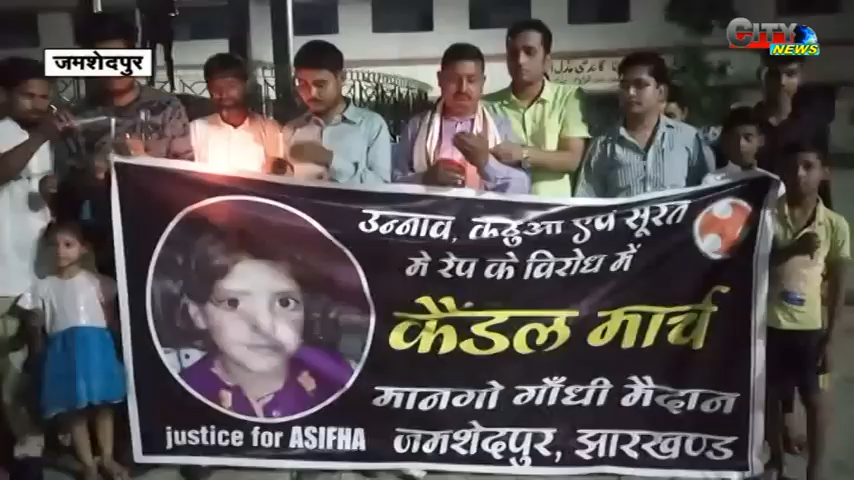 जमशेदपुर
CITY
NEWS
उन्नाव, कठुआ एवं सूरत
मे रेप के विरोध में
कैंडल मार्च
मानगो गाँधी मैदान
जमशेदपुर, झारखण्ड
justice for ASIFHA